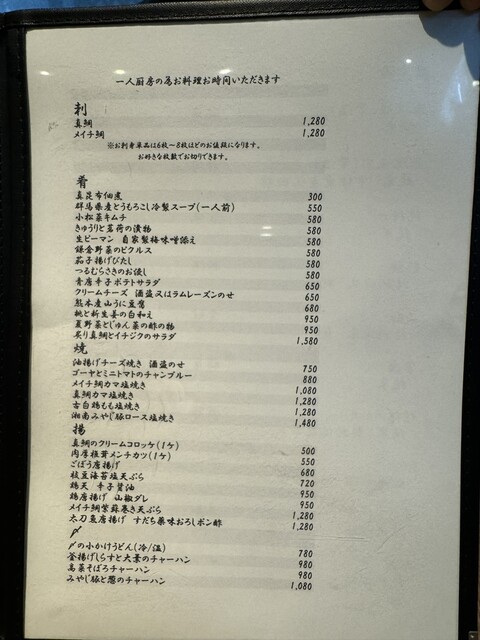 一人厨房の為お料理お時間いただきます
刺
真鯛 1,280
メイチ鯛 1,280
※お刺身単品は6枚〜8枚ほどのお値段になります。
お好きな枚数でお切りできます。
肴
真昆布佃煮 300
群馬県産とうもろこし冷製スープ(一人前) 550
小松菜キムチ 580
きゅうりと茗荷の漬物 580
生ピーマン 自家製梅味噌添え 580
鎌倉野菜のピクルス 580
茄子揚げびたし 580
つるむらさきのお浸し 580
青唐辛子ポテトサラダ 650
クリームチーズ 酒盗又はラムレーズンのせ 650
熊本産山うに豆腐 680
桃と新生姜の白和え 950
夏野菜とじゅん菜の酢の物 950
炙り真鯛とイチジクのサラダ 1,580
焼
油揚げチーズ焼き 酒盗のせ 750
ゴーヤとミニトマトのチャンプルー 880
メイチ鯛カマ塩焼き 1,080
真鯛カマ塩焼き 1,280
古白鶏もも塩焼き 1,280
湘南みやじ豚ロース塩焼き 1,480
揚
真鯛のクリームコロッケ(1ケ) 500
肉厚椎茸メンチカツ(1ケ) 550
ごぼう唐揚げ 680
枝豆海苔塩天ぷら 720
鶏天 辛子醤油 950
鶏唐揚げ 山椒ダレ 950
メイチ鯛紫蘇巻き天ぷら 1,280
太刀魚唐揚げ すだち薬味おろしポン酢 1,280
〆
〆の小かけうどん(冷/温) 780
釜揚げしらすと大葉のチャーハン 980
高菜そぼろチャーハン 980
みやじ豚と葱のチャーハン 1,080